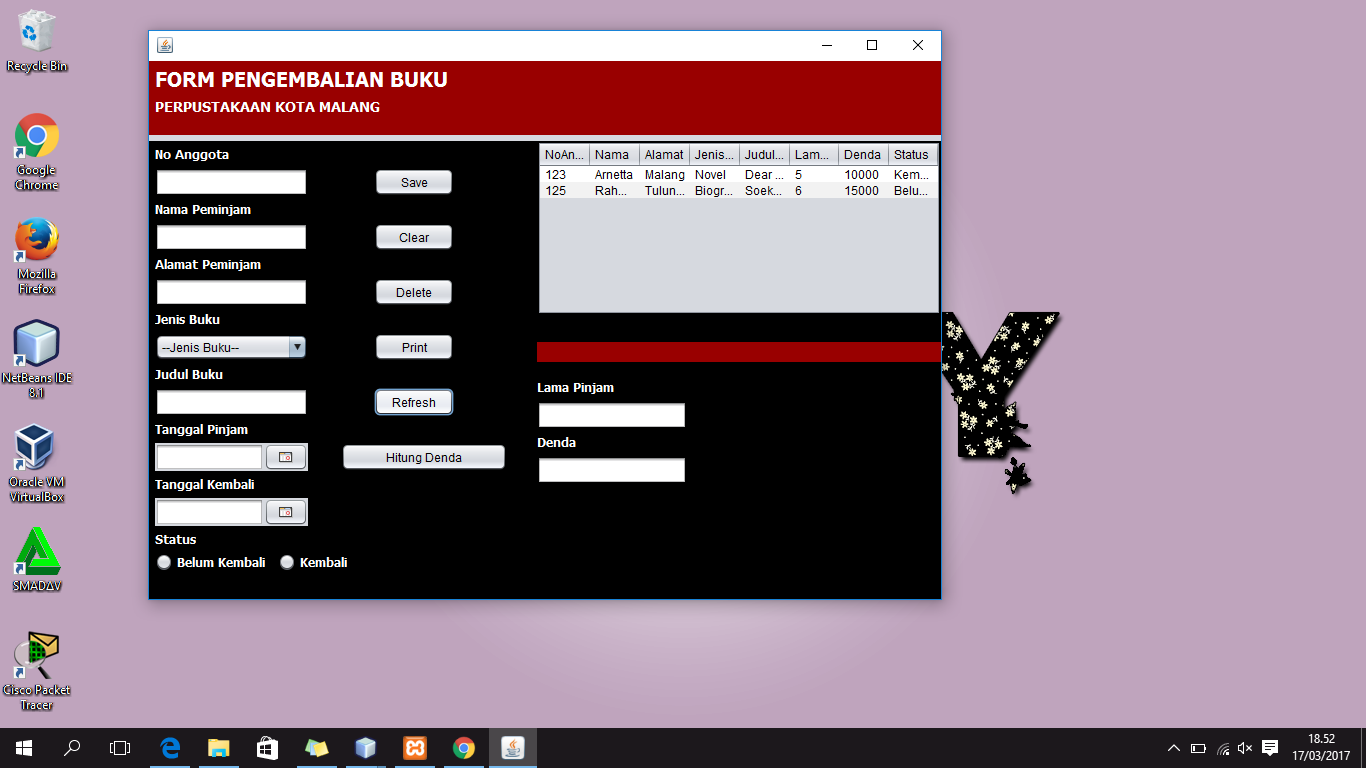 Recycle Bin
Google
Chrome
Mozilla
Firefox
NetBeans IDE
8.1
Oracle VM
VirtualBox
SMADΔV
Cisco Packet
Tracer
FORM PENGEMBALIAN BUKU
PERPUSTAKAAN KOTA MALANG
No Anggota
Save
Nama Peminjam
Clear
Alamat Peminjam
Delete
Jenis Buku
--Jenis Buku--
Print
Judul Buku
Refresh
Tanggal Pinjam
Hitung Denda
Tanggal Kembali
Status
Belum Kembali Kembali
NoAn... Nama Alamat Jenis... Judul... Lam... Denda Status
123 Arnetta Malang Novel Dear ... 5 10000 Kem...
125 Rah... Tulun... Biogr... Soek... 6 15000 Belu...
Lama Pinjam
Denda
Y
18.52
17/03/2017